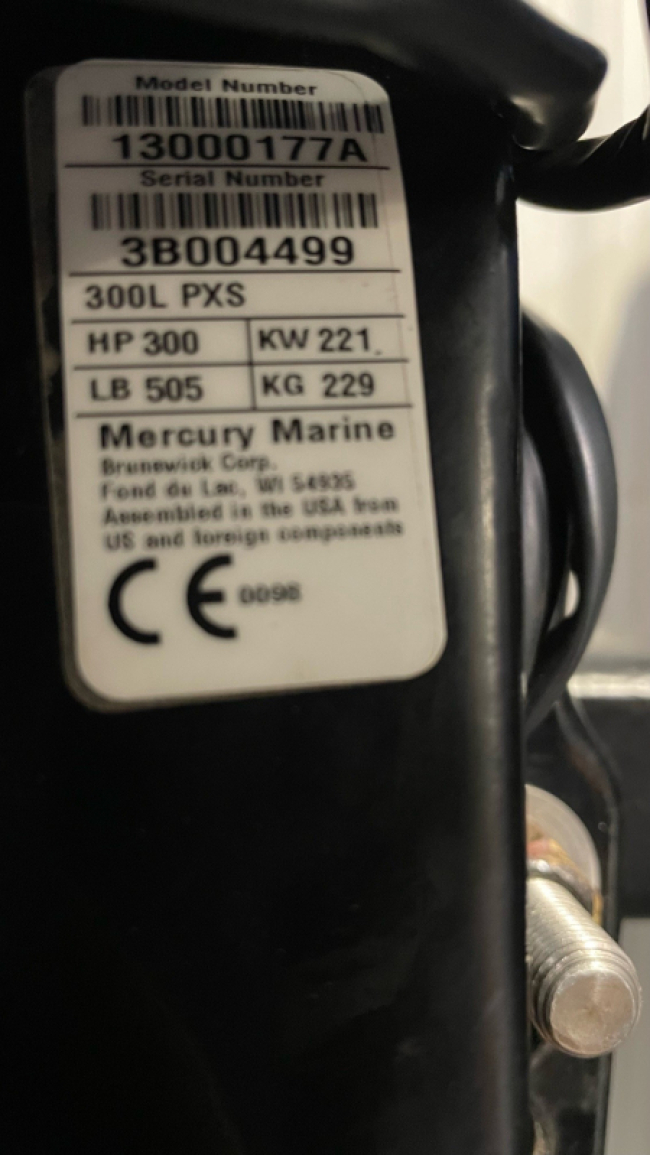 Model Number
13000177A
Serial Number
3B004499
300L PXS
HP 300 KW 221
LB 505 KG 229
Mercury Marine
Brunswick Corp.
Fond du Lac, WI 54935
Assembled in the USA from
US and foreign components
CE 0098